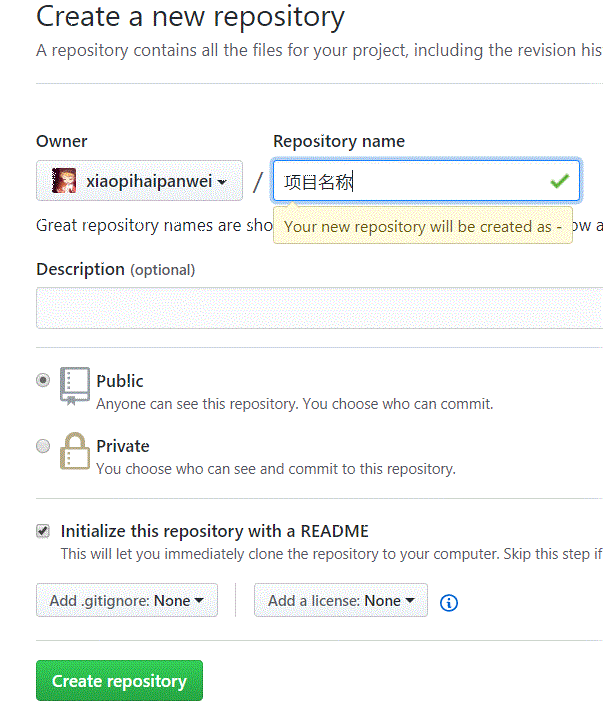 Create a new repository
A repository contains all the files for your project, including the revision his
Owner Repository name
xiaopihaipanwei / 项目名称
Great repository names are sho ow a
Your new repository will be created as -
Description (optional)
Public
Anyone can see this repository. You choose who can commit.
Private
You choose who can see and commit to this repository.
Initialize this repository with a README
This will let you immediately clone the repository to your computer. Skip this step if
Add .gitignore: None Add a license: None
Create repository